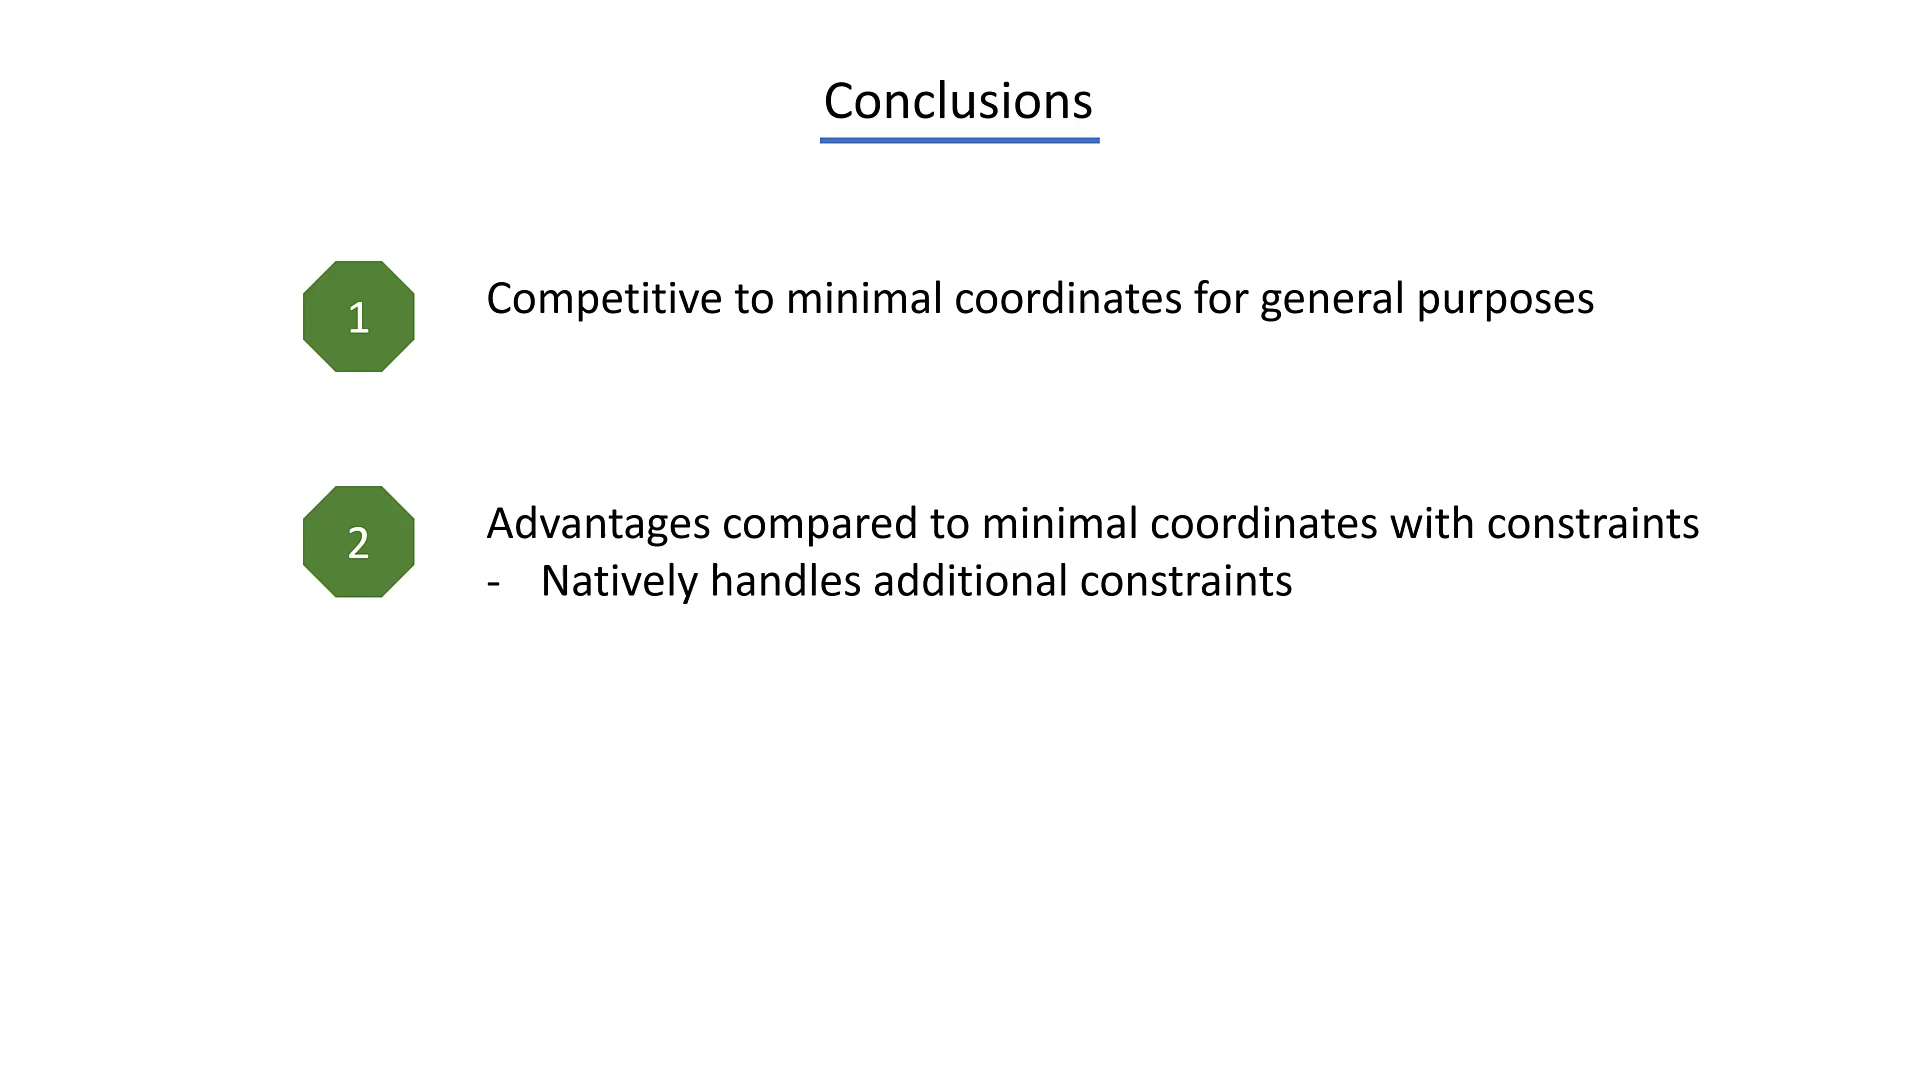 Conclusions
1
Competitive to minimal coordinates for general purposes
2
Advantages compared to minimal coordinates with constraints
- Natively handles additional constraints